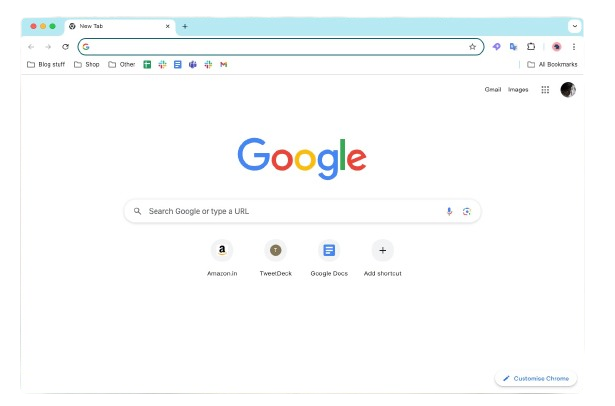 New Tab
Blog stuff Shop Other All Bookmarks
Gmail Images
Google
Search Google or type a URL
a T
Amazon.in TweetDeck Google Docs Add shortcut
Customise Chrome